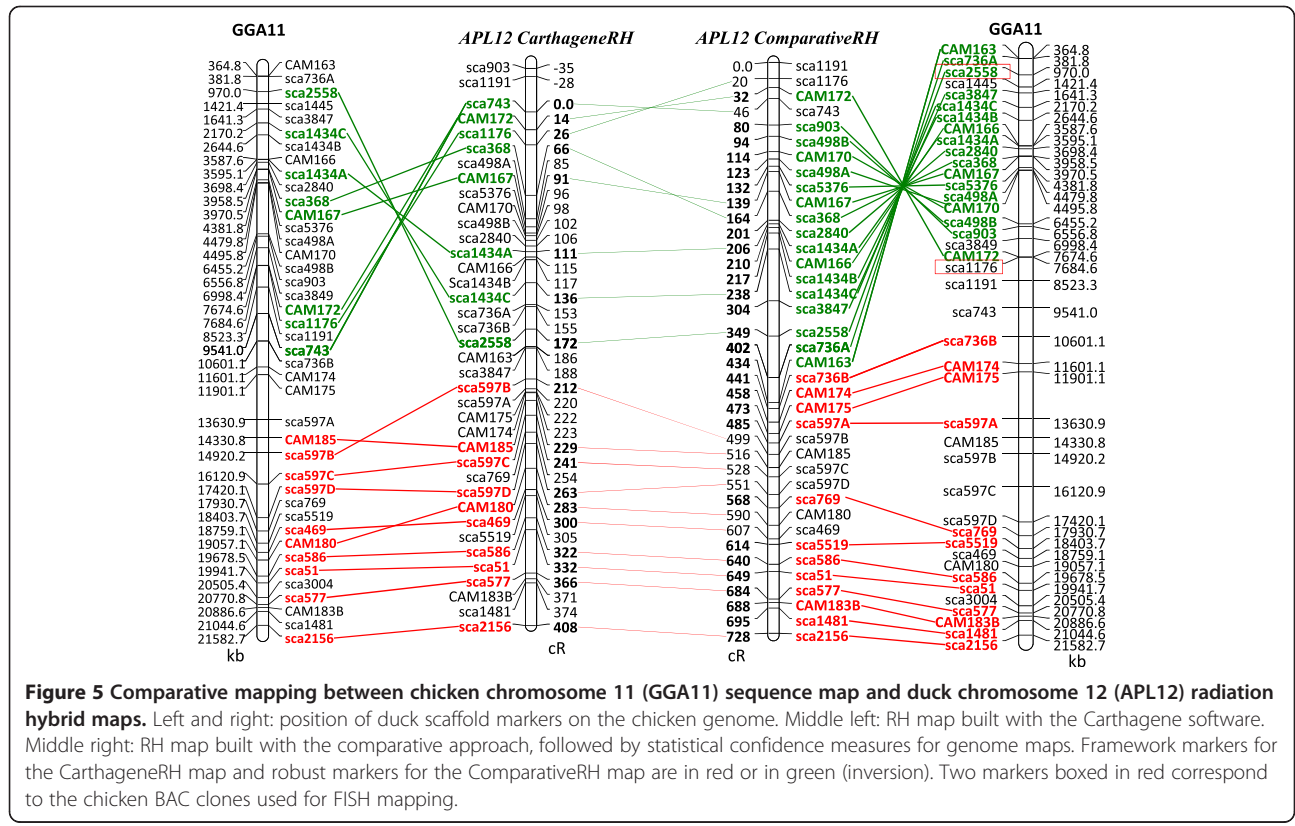 GGA11
APL12 CarthageneRH
APL12 ComparativeRH
GGA11
364.8 CAM163
381.8 sca736A
970.0 sca2558
1421.4 sca1445
1641.3 sca3847
2170.2 sca1434C
2644.6 sca1434B
3587.6 CAM166
3595.1 sca1434A
3698.4 sca2840
3958.5 sca368
3970.5 CAM167
4381.8 sca5376
4479.8 sca498A
4495.8 CAM170
6455.2 sca498B
6556.8 sca903
6998.4 sca3849
7674.6 CAM172
7684.6 sca1176
8523.3 sca1191
9541.0 sca743
10601.1 sca736B
11601.1 CAM174
11901.1 CAM175
13630.9 sca597A
14330.8 CAM185
14920.2 sca597B
16120.9 sca597C
17420.1 sca597D
17930.7 sca769
18403.7 sca5519
18759.1 sca469
19057.1 CAM180
19678.5 sca586
19941.7 sca51
20505.4 sca3004
20770.8 sca577
20886.6 CAM183B
21044.6 sca1481
21582.7 sca2156
kb
sca903 -35
sca1191 -28
sca743 0.0
CAM172 14
sca1176 26
sca368 66
sca498A 85
CAM167 91
sca5376 96
CAM170 98
sca498B 102
sca2840 106
sca1434A 111
CAM166 115
Sca1434B 117
sca1434C 136
sca736A 153
sca736B 155
sca2558 172
CAM163 186
sca3847 188
sca597B 212
sca597A 220
CAM175 222
CAM174 223
CAM185 229
sca597C 241
sca769 254
sca597D 263
CAM180 283
sca469 300
sca5519 305
sca586 322
sca51 332
sca577 366
CAM183B 371
sca1481 374
sca2156 408
cR
0.0 sca1191
20 sca1176
32 CAM172
46 sca743
80 sca903
94 sca498B
114 CAM170
123 sca498A
132 sca5376
139 CAM167
164 sca368
201 sca2840
206 sca1434A
210 CAM166
217 sca1434B
238 sca1434C
304 sca3847
349 sca2558
402 sca736A
434 CAM163
441 sca736B
458 CAM174
473 CAM175
485 sca597A
499 sca597B
516 CAM185
528 sca597C
551 sca597D
568 sca769
590 CAM180
607 sca469
614 sca5519
640 sca586
649 sca51
684 sca577
688 CAM183B
695 sca1481
728 sca2156
cR
CAM163 364.8
sca736A 381.8
sca2558 970.0
sca1445 1421.4
sca3847 1641.3
sca1434C 2170.2
sca1434B 2644.6
CAM166 3587.6
sca1434A 3595.1
sca2840 3698.4
sca368 3958.5
CAM167 3970.5
sca5376 4381.8
sca498A 4479.8
CAM170 4495.8
sca498B 6455.2
sca903 6556.8
sca3849 6998.4
CAM172 7674.6
sca1176 7684.6
sca1191 8523.3
sca743 9541.0
sca736B 10601.1
CAM174 11601.1
CAM175 11901.1
sca597A 13630.9
CAM185 14330.8
sca597B 14920.2
sca597C 16120.9
sca597D 17420.1
sca769 17930.7
sca5519 18403.7
sca469 18759.1
CAM180 19057.1
sca586 19678.5
sca51 19941.7
sca3004 20505.4
sca577 20770.8
CAM183B 20886.6
sca1481 21044.6
sca2156 21582.7
kb
Figure 5 Comparative mapping between chicken chromosome 11 (GGA11) sequence map and duck chromosome 12 (APL12) radiation
hybrid maps. Left and right: position of duck scaffold markers on the chicken genome. Middle left: RH map built with the Carthagene software.
Middle right: RH map built with the comparative approach, followed by statistical confidence measures for genome maps. Framework markers for
the CarthageneRH map and robust markers for the ComparativeRH map are in red or in green (inversion). Two markers boxed in red correspond
to the chicken BAC clones used for FISH mapping.